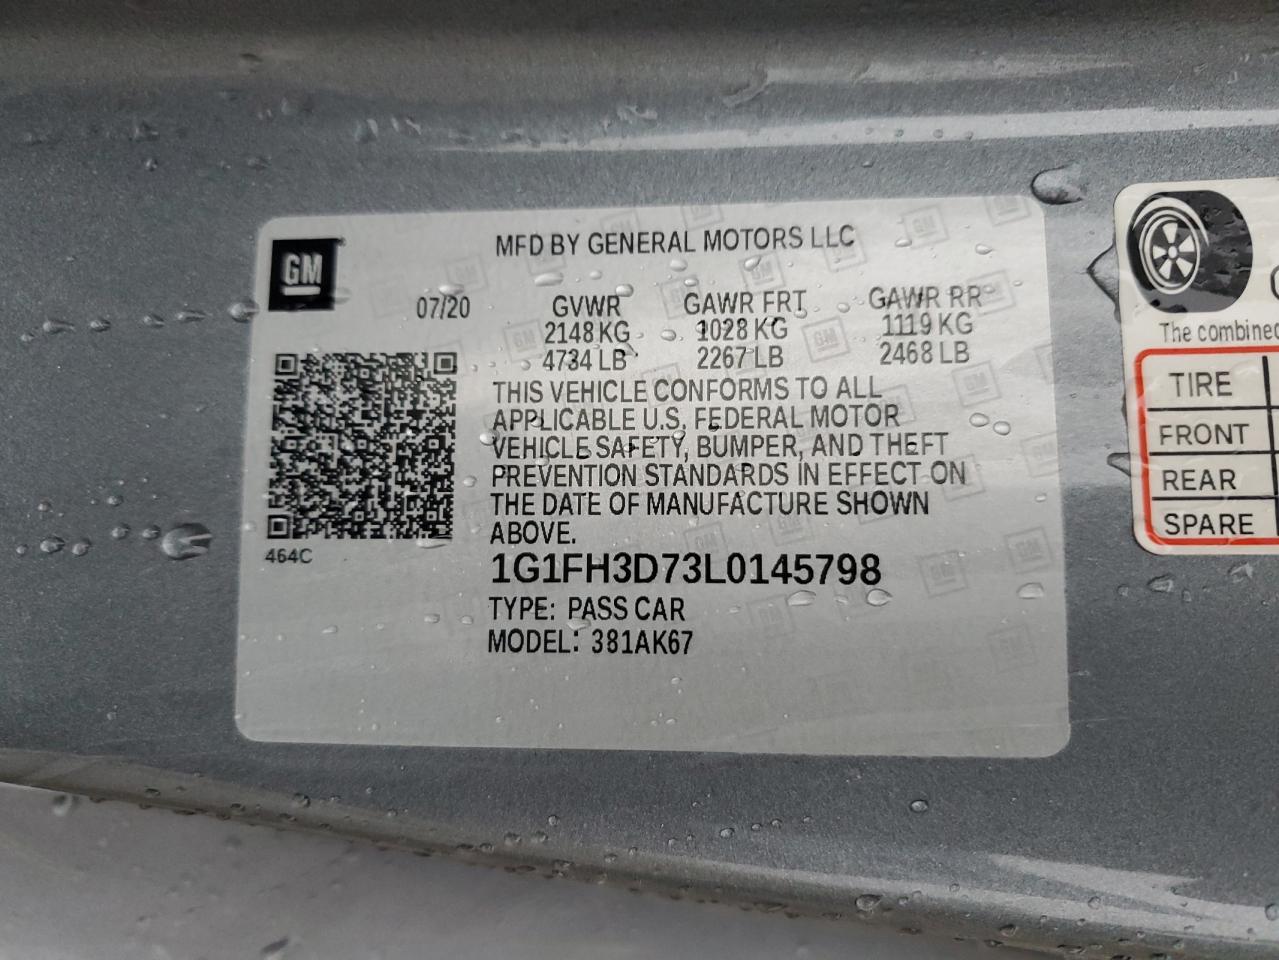 GM
MFD BY GENERAL MOTORS LLC
07/20
GVWR GAWR FRT GAWR RR
2148 KG 1028 KG 1119 KG
4734 LB 2267 LB 2468 LB
THIS VEHICLE CONFORMS TO ALL
APPLICABLE U.S. FEDERAL MOTOR
VEHICLE SAFETY, BUMPER, AND THEFT
PREVENTION STANDARDS IN EFFECT ON
THE DATE OF MANUFACTURE SHOWN
ABOVE.
464C
1G1FH3D73L0145798
TYPE: PASS CAR
MODEL: 381AK67
The combined
TIRE
FRONT
REAR
SPARE